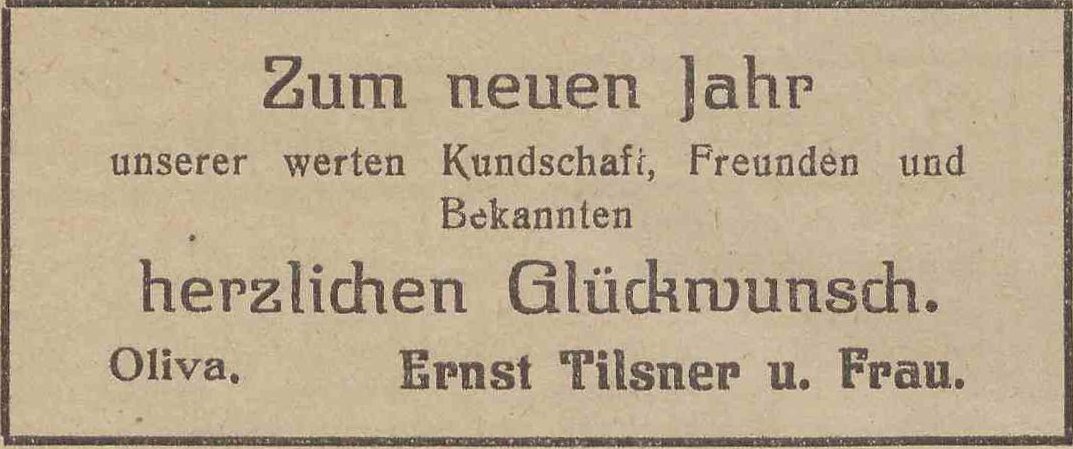 Zum neuen Jahr
unserer werten Kundschaft, Freunden und
Bekannten
herzlichen Glückwunsch.
Oliva. Ernst Tilsner u. Frau.